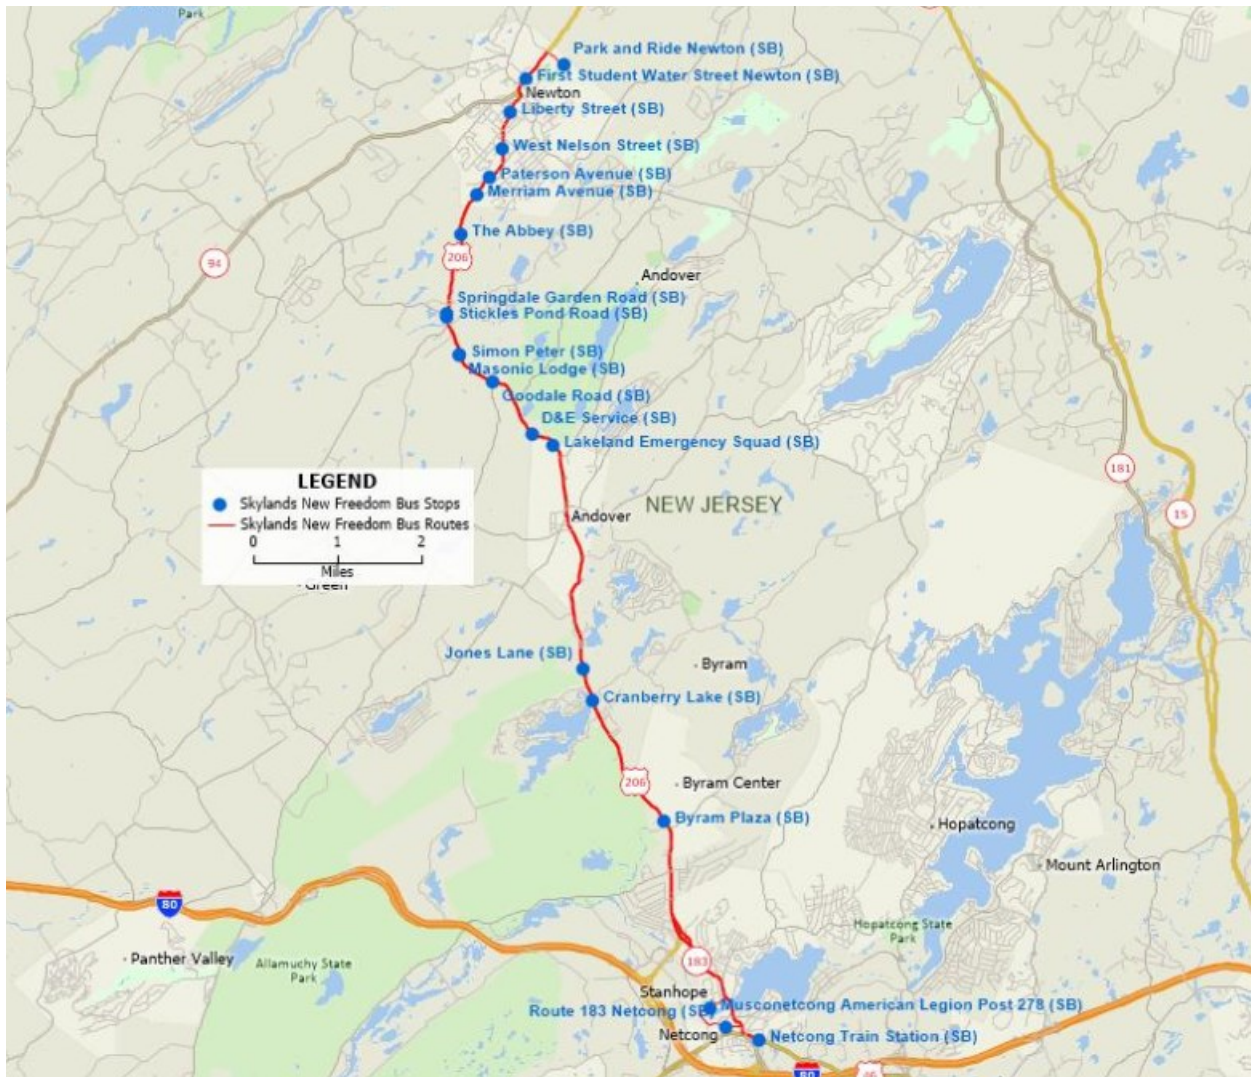 Park
Park and Ride Newton (SB)
First Student Water Street Newton (SB)
Newton
Liberty Street (SB)
West Nelson Street (SB)
Paterson Avenue (SB)
Merriam Avenue (SB)
The Abbey (SB)
206
94
Andover
Springdale Garden Road (SB)
Stickles Pond Road (SB)
Simon Peter (SB)
Masonic Lodge (SB)
Goodale Road (SB)
D&E Service (SB)
Lakeland Emergency Squad (SB)
181
LEGEND
Skylands New Freedom Bus Stops
Skylands New Freedom Bus Routes
0 1 2
Miles
Green
NEW JERSEY
Andover
15
Jones Lane (SB)
Byram
Cranberry Lake (SB)
206
Byram Center
Byram Plaza (SB)
Hopatcong
Mount Arlington
80
Hopatcong State
Park
Panther Valley
Allamuchy State
Park
183
Stanhope
Musconetcong American Legion Post 278 (SB)
Route 183 Netcong (SB
Netcong
Netcong Train Station (SB)
80
46